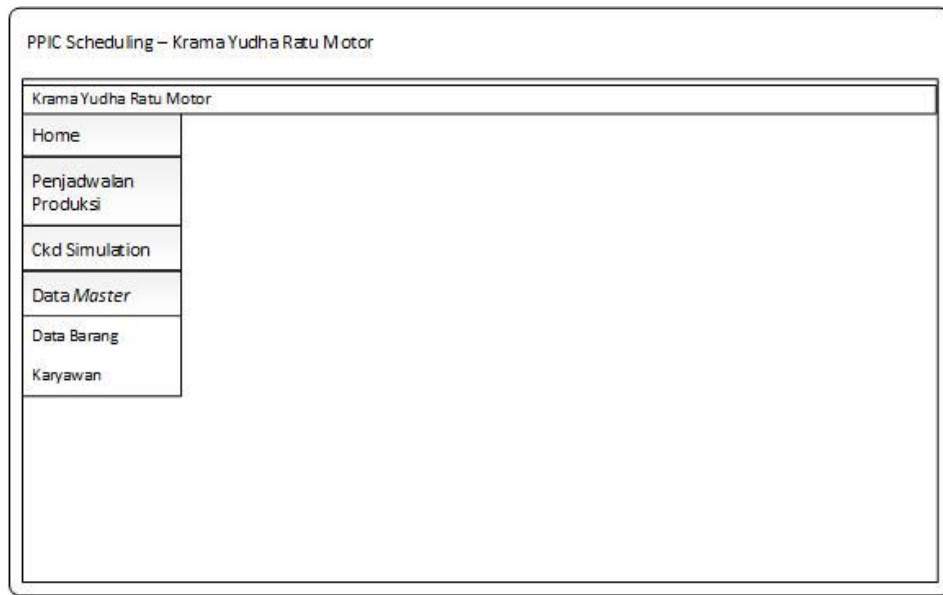 PPIC Scheduling – Krama Yudha Ratu Motor
Krama Yudha Ratu Motor
Home
Penjadwalan
Produksi
Ckd Simulation
Data Master
Data Barang
Karyawan